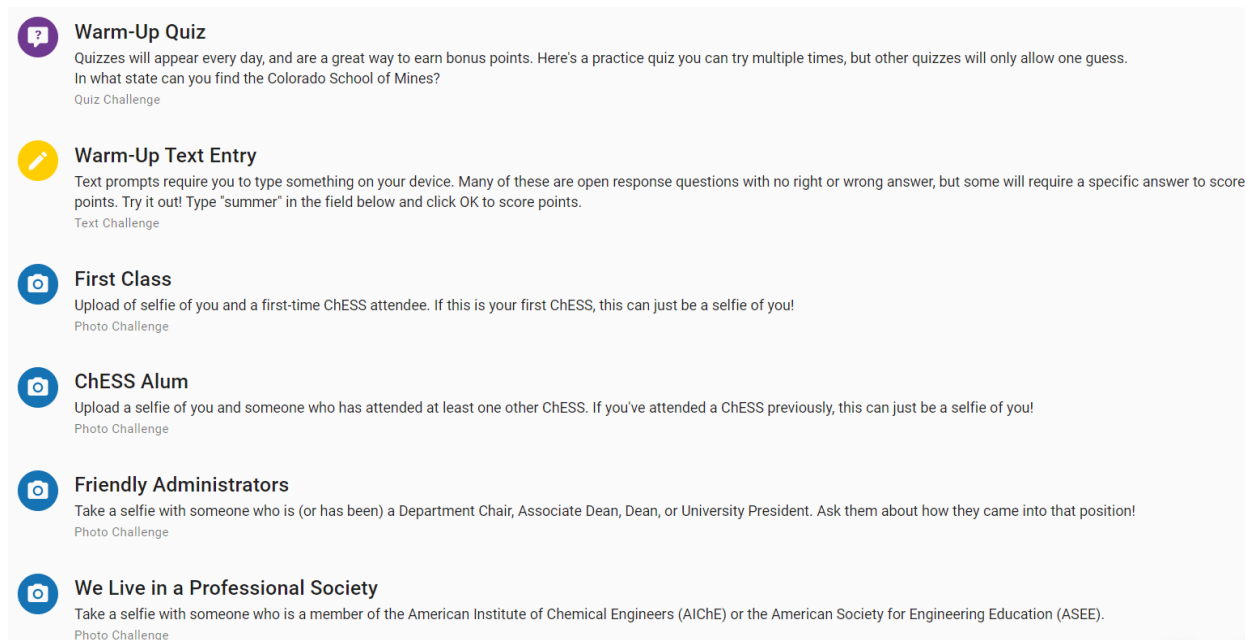 Warm-Up Quiz
Quizzes will appear every day, and are a great way to earn bonus points. Here's a practice quiz you can try multiple times, but other quizzes will only allow one guess.
In what state can you find the Colorado School of Mines?
Quiz Challenge
Warm-Up Text Entry
Text prompts require you to type something on your device. Many of these are open response questions with no right or wrong answer, but some will require a specific answer to score
points. Try it out! Type "summer" in the field below and click OK to score points.
Text Challenge
First Class
Upload of selfie of you and a first-time ChESS attendee. If this is your first ChESS, this can just be a selfie of you!
Photo Challenge
ChESS Alum
Upload a selfie of you and someone who has attended at least one other ChESS. If you've attended a ChESS previously, this can just be a selfie of you!
Photo Challenge
Friendly Administrators
Take a selfie with someone who is (or has been) a Department Chair, Associate Dean, Dean, or University President. Ask them about how they came into that position!
Photo Challenge
We Live in a Professional Society
Take a selfie with someone who is a member of the American Institute of Chemical Engineers (AIChE) or the American Society for Engineering Education (ASEE).
Photo Challenge